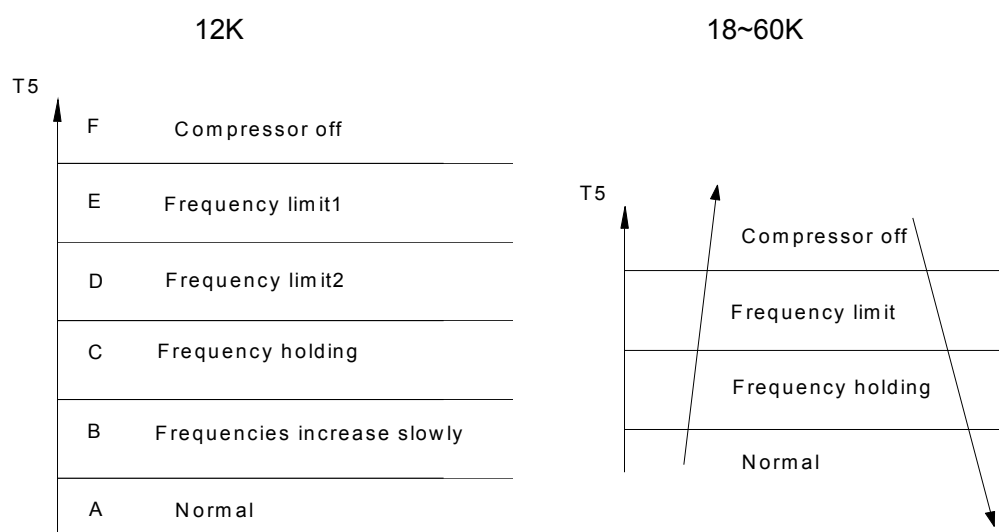 12K
T5
F Compressor off
E Frequency limit1
D Frequency limit2
C Frequency holding
B Frequencies increase slowly
A Normal
18~60K
T5
Compressor off
Frequency limit
Frequency holding
Normal